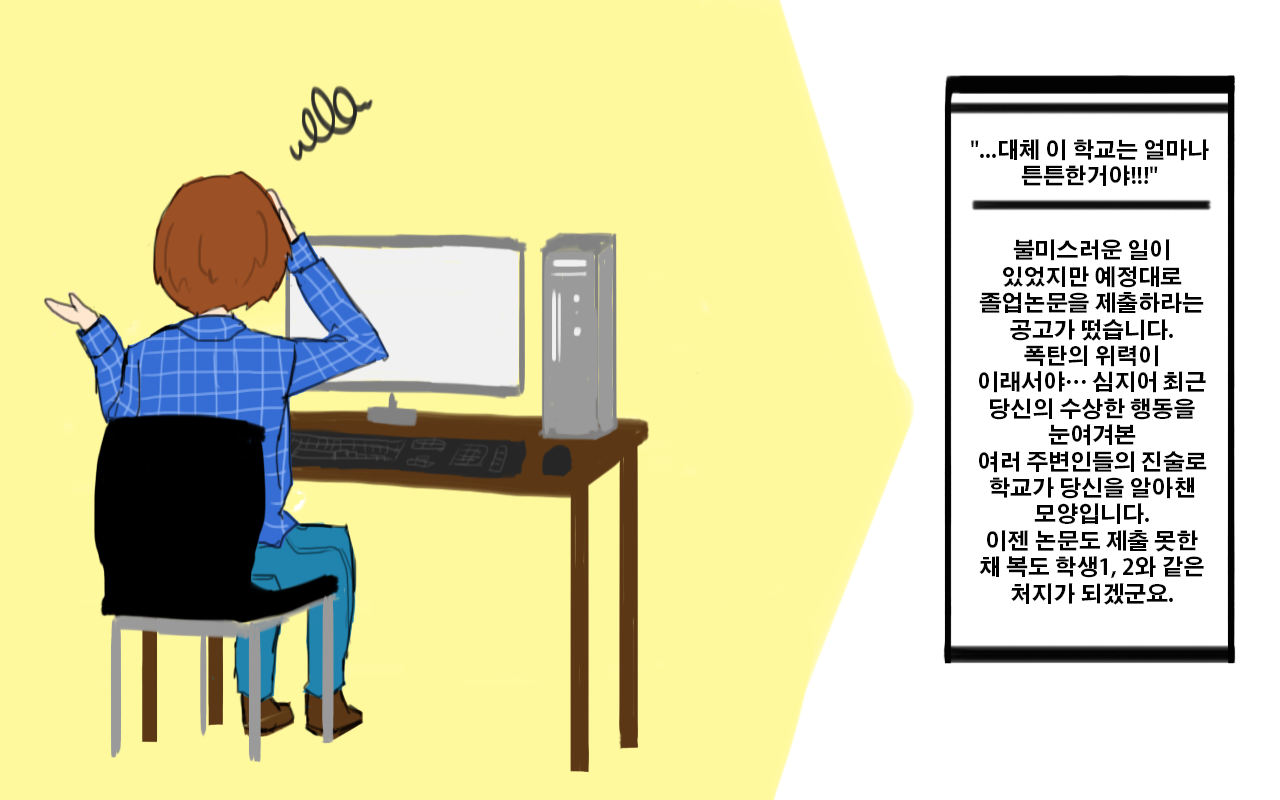 "...대체 이 학교는 얼마나
튼튼한거야!!!"
불미스러운 일이
있었지만 예정대로
졸업논문을 제출하라는
공고가 떴습니다.
폭탄의 위력이
이래서야… 심지어 최근
당신의 수상한 행동을
눈여겨본
여러 주변인들의 진술로
학교가 당신을 알아챈
모양입니다.
이젠 논문도 제출 못한
채 복도 학생1, 2와 같은
처지가 되겠군요.